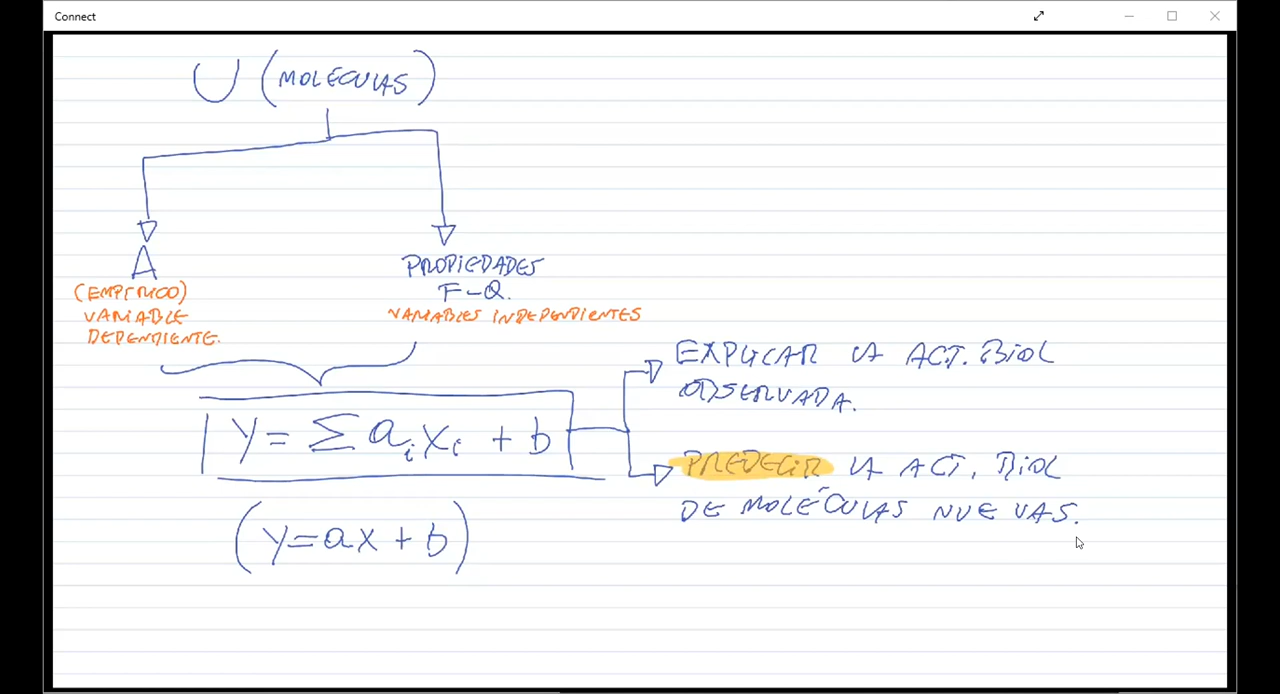 Connect
U (MOLECULAS)
A
(EMPIRICO)
VARIABLE
DEPENDIENTE.
PROPIEDADES
F-Q.
VARIABLES INDEPENDIENTES
y = Σ aᵢxᵢ + b
(y=ax+b)
EXPLICAR LA ACT. BIOL
OBSERVADA.
PREDECIR LA ACT. BIOL
DE MOLÉCULAS NUEVAS.